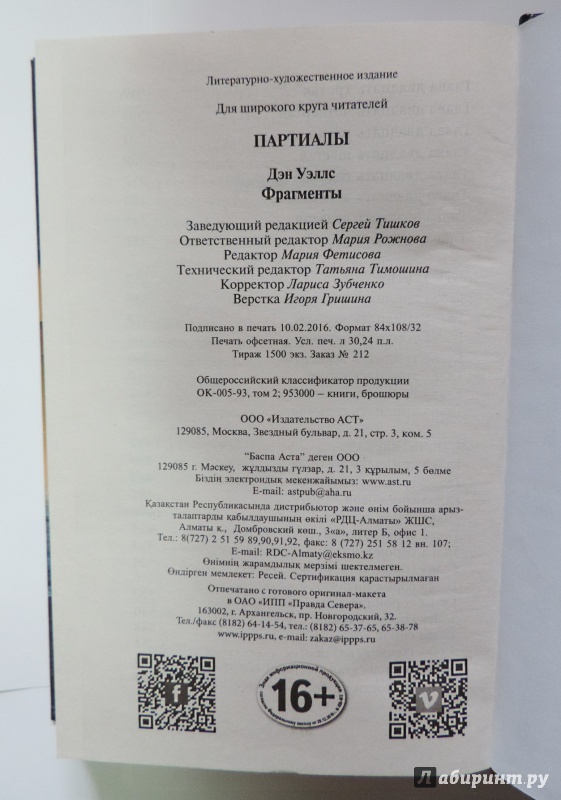 Литературно-художественное издание
Для широкого круга читателей
ПАРТИАЛЫ
Дэн Уэллс
Фрагменты
Заведующий редакцией Сергей Тишков
Ответственный редактор Мария Рожнова
Редактор Мария Фетисова
Технический редактор Татьяна Тимошина
Корректор Лариса Зубченко
Верстка Игоря Гришина
Подписано в печать 10.02.2016. Формат 84х108/32
Печать офсетная. Усл. печ. л 30,24 п.л.
Тираж 1500 экз. Заказ № 212
Общероссийский классификатор продукции
ОК-005-93, том 2; 953000 – книги, брошюры
ООО «Издательство АСТ»
129085, Москва, Звездный бульвар, д. 21, стр. 3, ком. 5
"Баспа Аста" деген ООО
129085 г. Мәскеу, жұлдызды гүлзар, д. 21, 3 құрылым, 5 бөлме
Біздің электрондық мекенжайымыз: www.ast.ru
E-mail: astpub@aha.ru
Қазақстан Республикасында дистрибьютор және өнім бойынша арыз-
талаптарды қабылдаушының өкілі «РДЦ-Алматы» ЖШС,
Алматы к., Домбровский көш., 3«а», литер Б, офис 1.
Тел.: 8(727) 2 51 59 89,90,91,92, факс: 8 (727) 251 58 12 вн. 107;
E-mail: RDC-Almaty@eksmo.kz
Өнімнің жарамдылық мерзімі шектелмеген.
Өндірген мемлекет: Ресей. Сертификация қарастырылмаған
Отпечатано с готового оригинал-макета
в ОАО «ИПП «Правда Севера».
163002, г. Архангельск, пр. Новгородский, 32.
Тел./факс (8182) 64-14-54, тел.: (8182) 65-37-65, 65-38-78
www.ippps.ru, e-mail: zakaz@ippps.ru
f
Знак информационной продукции
16+
v
Лабиринт.ру